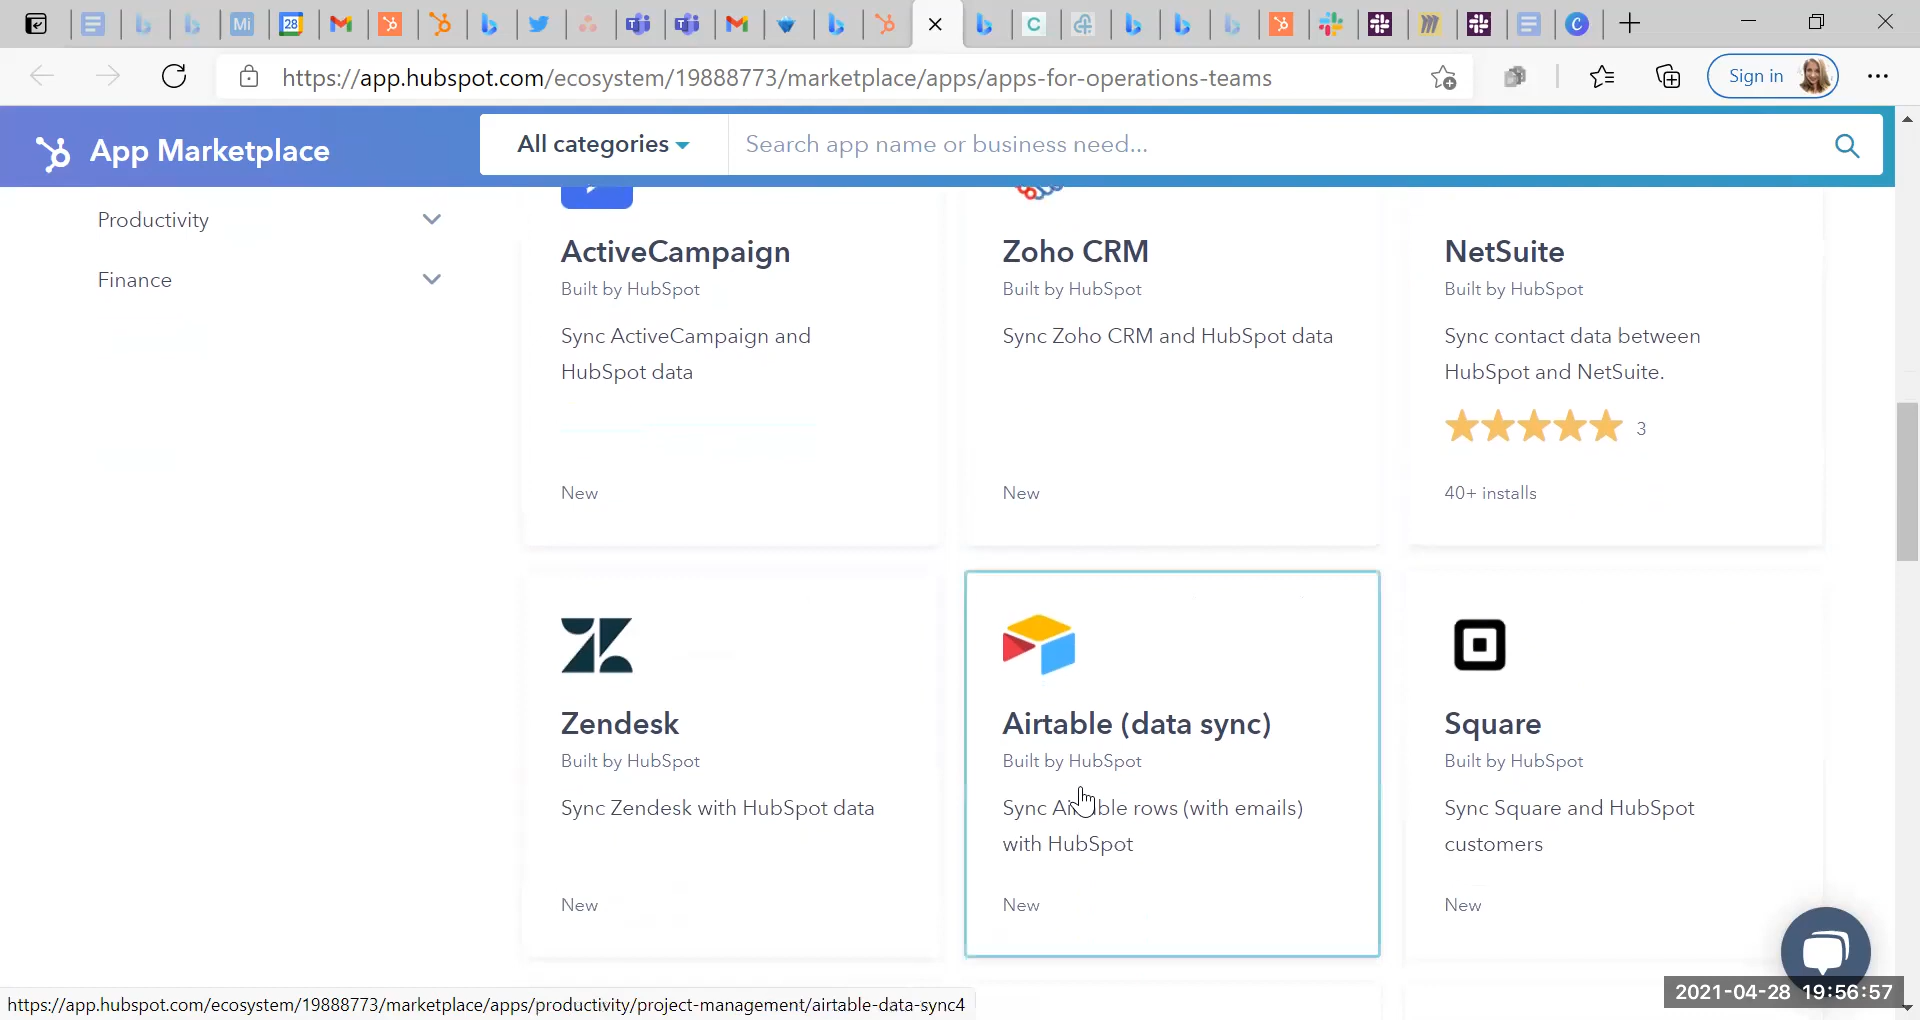 28
Mi
https://app.hubspot.com/ecosystem/19888773/marketplace/apps/apps-for-operations-teams
Sign in
App Marketplace
All categories
Search app name or business need...
Productivity
Finance
ActiveCampaign
Built by HubSpot
Sync ActiveCampaign and
HubSpot data
New
Zoho CRM
Built by HubSpot
Sync Zoho CRM and HubSpot data
New
NetSuite
Built by HubSpot
Sync contact data between
HubSpot and NetSuite.
3
40+ installs
Zendesk
Built by HubSpot
Sync Zendesk with HubSpot data
New
Airtable (data sync)
Built by HubSpot
Sync Airtable rows (with emails)
with HubSpot
New
Square
Built by HubSpot
Sync Square and HubSpot
customers
New
https://app.hubspot.com/ecosystem/19888773/marketplace/apps/productivity/project-management/airtable-data-sync4
2021-04-28 19:56:57